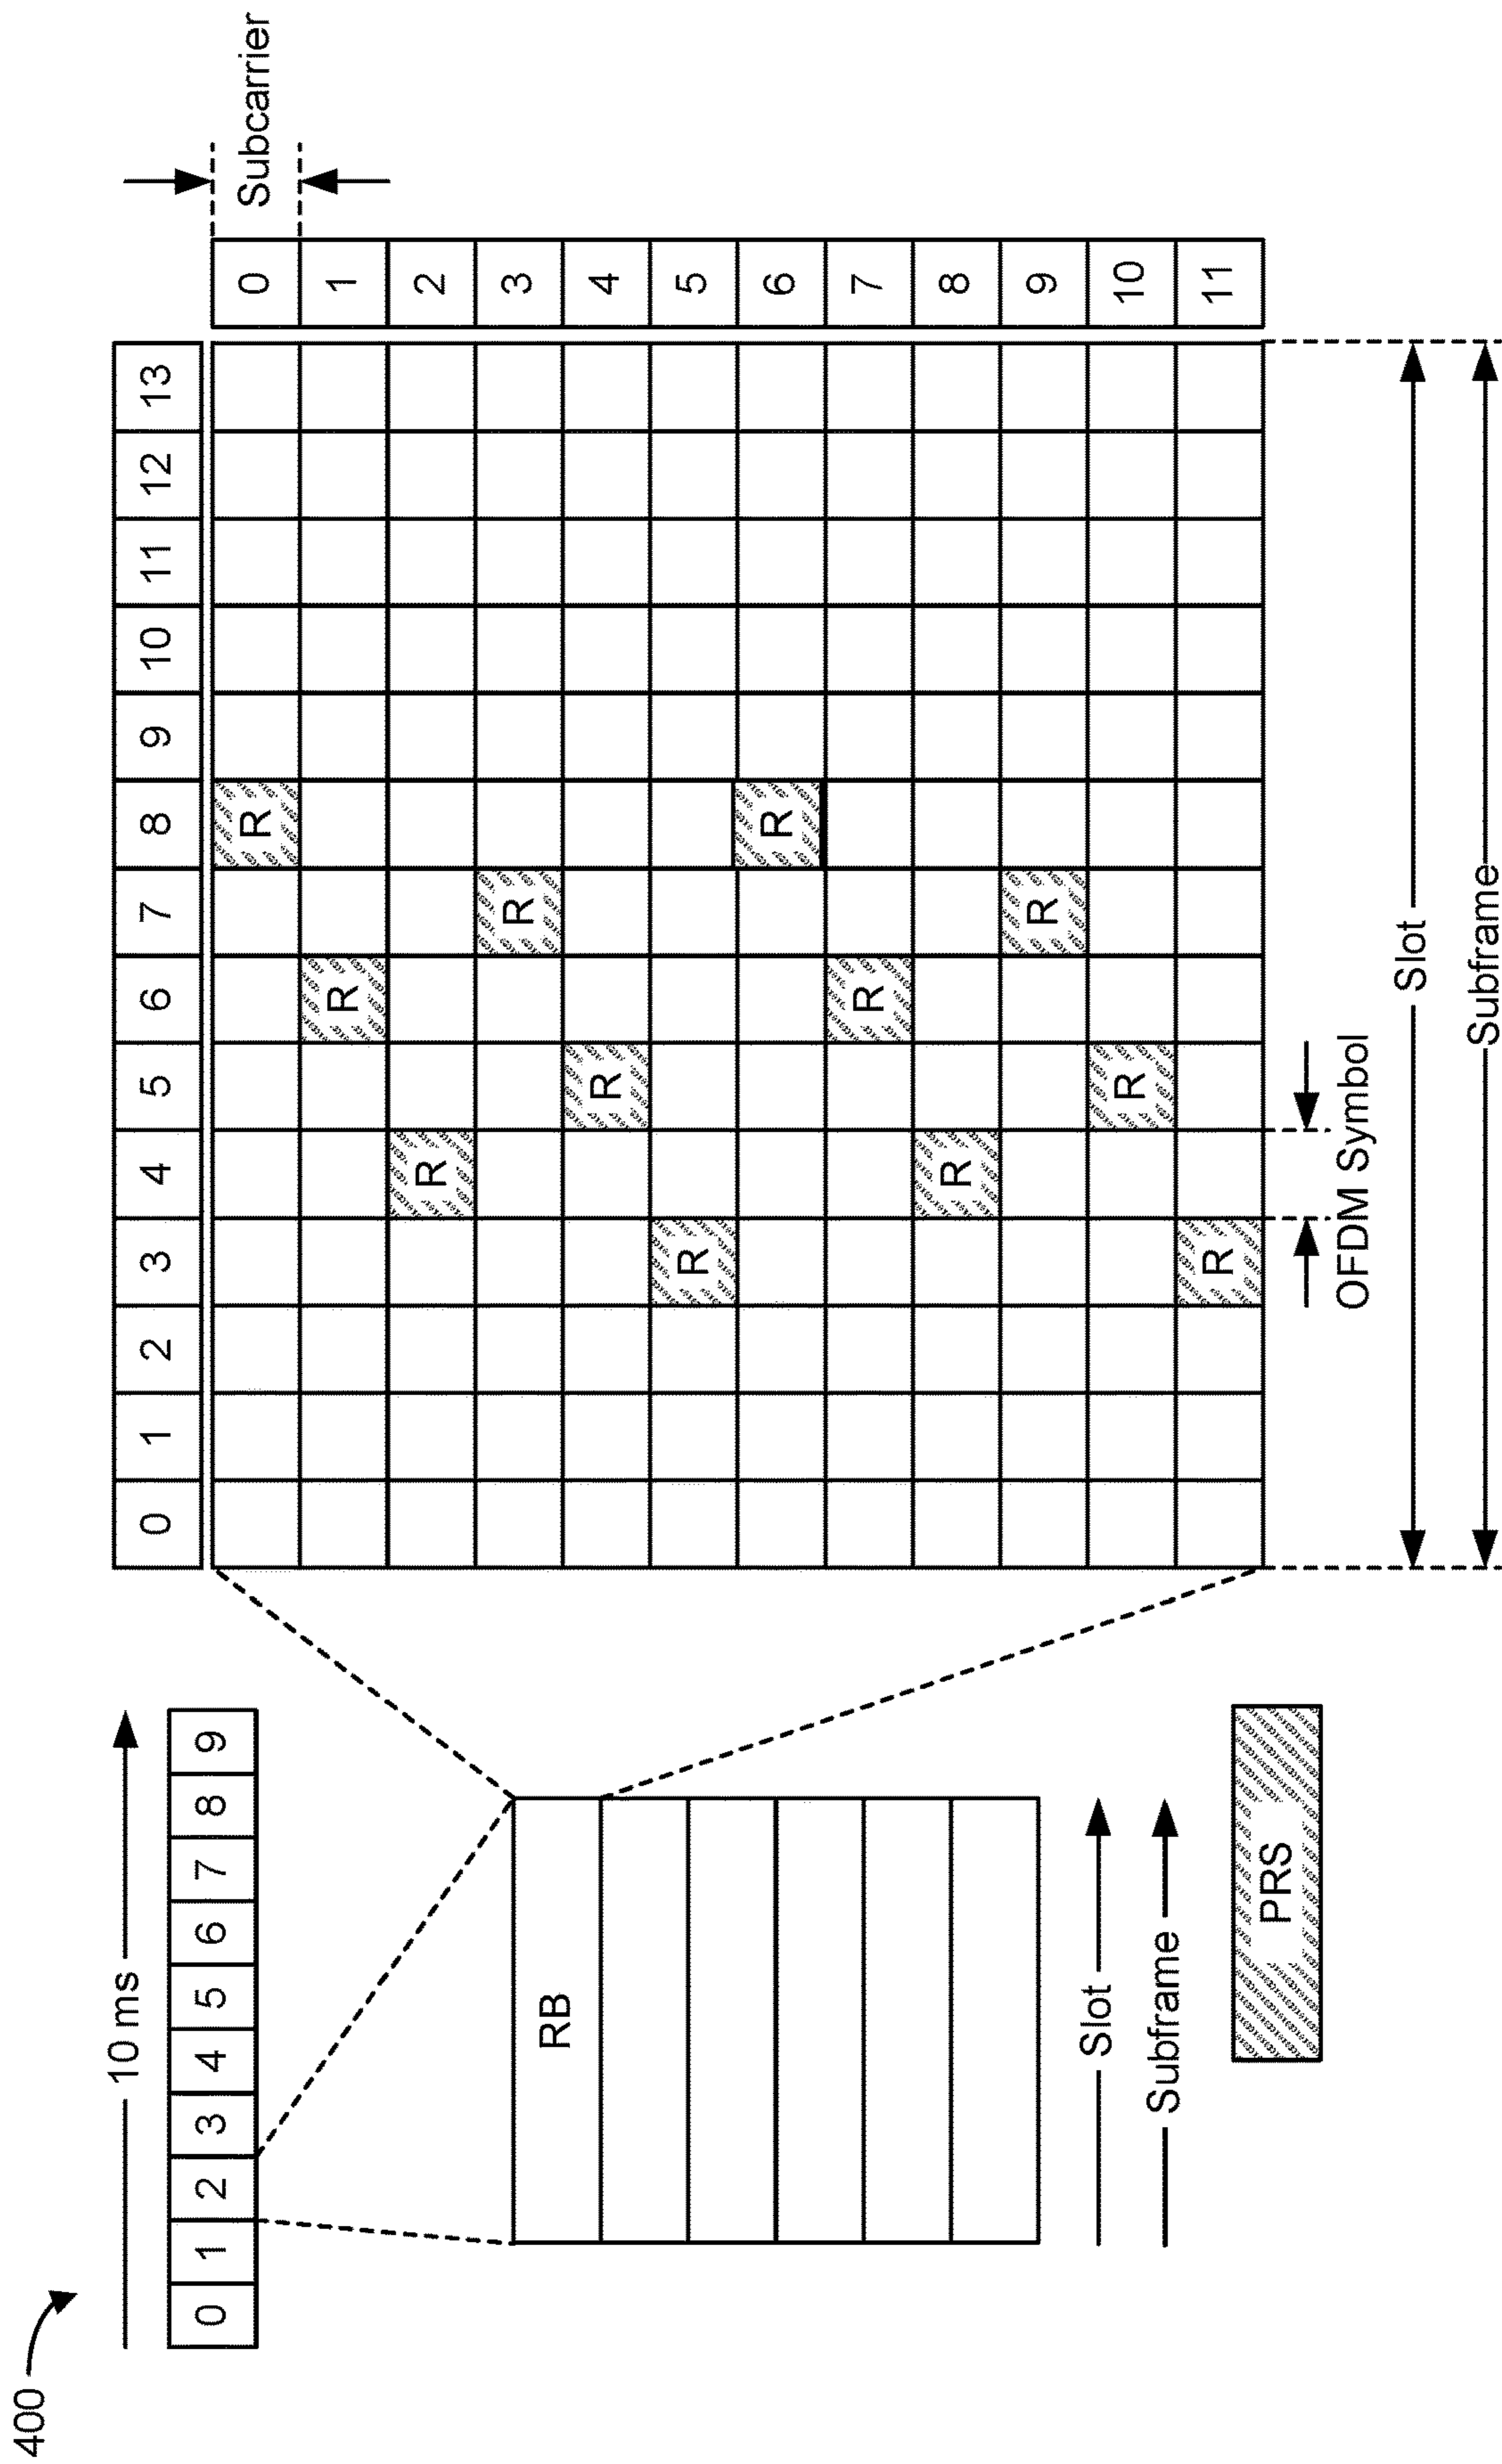 400
10 ms
0 1 2 3 4 5 6 7 8 9
RB
Slot
Subframe
PRS
0 1 2 3 4 5 6 7 8 9 10 11 12 13
Subcarrier
R 0
R 1
R 2
R 3
R 4
R 5
R 6
R 7
R 8
R 9
R 10
R 11
OFDM Symbol
Slot
Subframe